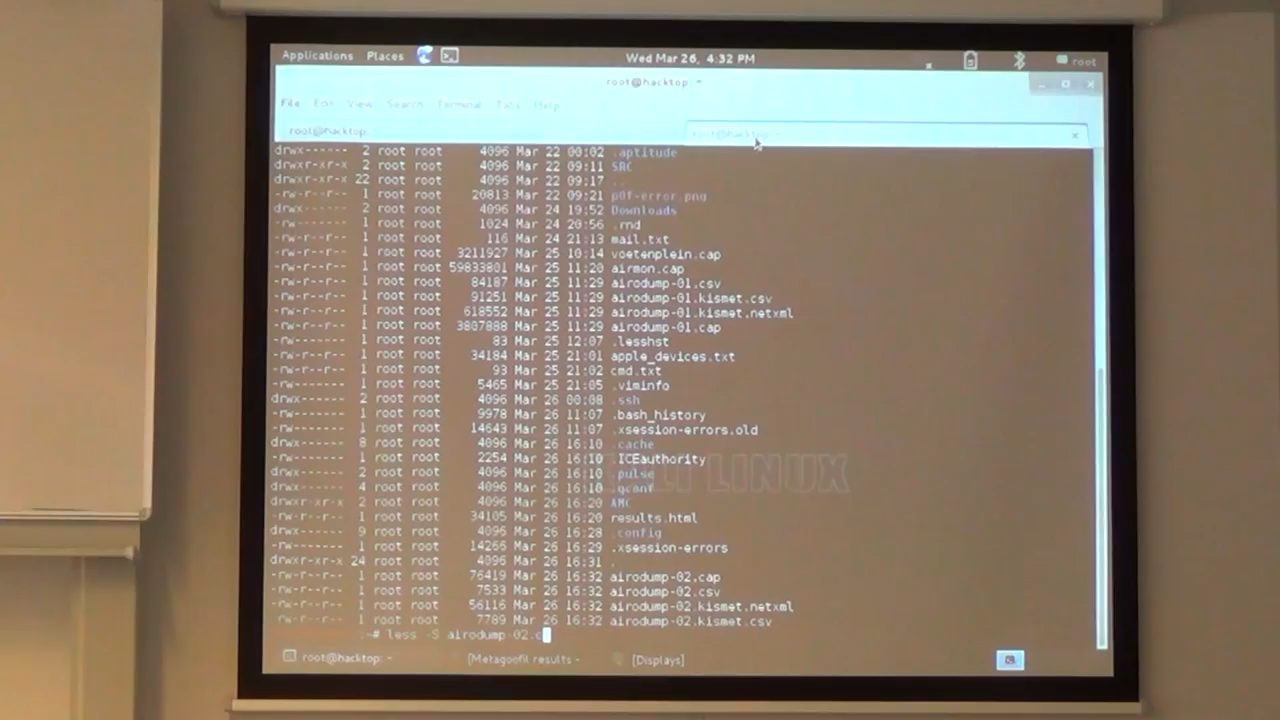 Applications Places Wed Mar 26, 4:32 PM root
root@hacktop: ~
File Edit View Search Terminal Tabs Help
root@hacktop: root@hacktop: ~
drwx------ 2 root root 4096 Mar 22 00:02 .aptitude
drwxr-xr-x 2 root root 4096 Mar 22 09:11 SRC
drwxr-xr-x 22 root root 4096 Mar 22 09:17 ..
-rw-r--r-- 1 root root 20813 Mar 22 09:21 p0f-error.png
drwx------ 2 root root 4096 Mar 24 19:52 Downloads
-rw------- 1 root root 1024 Mar 24 20:56 .rnd
-rw-r--r-- 1 root root 116 Mar 24 21:13 mail.txt
-rw-r--r-- 1 root root 3211927 Mar 25 10:14 voetenplein.cap
-rw-r--r-- 1 root root 59833801 Mar 25 11:20 airmon.cap
-rw-r--r-- 1 root root 84187 Mar 25 11:29 airodump-01.csv
-rw-r--r-- 1 root root 91251 Mar 25 11:29 airodump-01.kismet.csv
-rw-r--r-- 1 root root 618552 Mar 25 11:29 airodump-01.kismet.netxml
-rw-r--r-- 1 root root 3807888 Mar 25 11:29 airodump-01.cap
-rw------- 1 root root 83 Mar 25 12:07 .lesshst
-rw-r--r-- 1 root root 34184 Mar 25 21:01 apple_devices.txt
-rw-r--r-- 1 root root 93 Mar 25 21:02 cmd.txt
-rw------- 1 root root 5465 Mar 25 21:05 .viminfo
drwx------ 2 root root 4096 Mar 26 00:08 .ssh
-rw------- 1 root root 9978 Mar 26 11:07 .bash_history
-rw------- 1 root root 14643 Mar 26 11:07 .xsession-errors.old
drwx------ 8 root root 4096 Mar 26 16:10 .cache
-rw------- 1 root root 2254 Mar 26 16:10 .ICEauthority
drwx------ 2 root root 4096 Mar 26 16:10 .pulse
drwx------ 4 root root 4096 Mar 26 16:10 .gconf
drwxr-xr-x 2 root root 4096 Mar 26 16:20
-rw-r--r-- 1 root root 34105 Mar 26 16:20 results.html
drwx------ 9 root root 4096 Mar 26 16:28 .config
-rw------- 1 root root 14266 Mar 26 16:29 .xsession-errors
drwxr-xr-x 24 root root 4096 Mar 26 16:31 .
-rw-r--r-- 1 root root 76419 Mar 26 16:32 airodump-02.cap
-rw-r--r-- 1 root root 7533 Mar 26 16:32 airodump-02.csv
-rw-r--r-- 1 root root 56116 Mar 26 16:32 airodump-02.kismet.netxml
-rw-r--r-- 1 root root 7789 Mar 26 16:32 airodump-02.kismet.csv
:~# less -S airodump-02.c
LINUX
root@hacktop: ~ [Metagoofil results - [Displays]